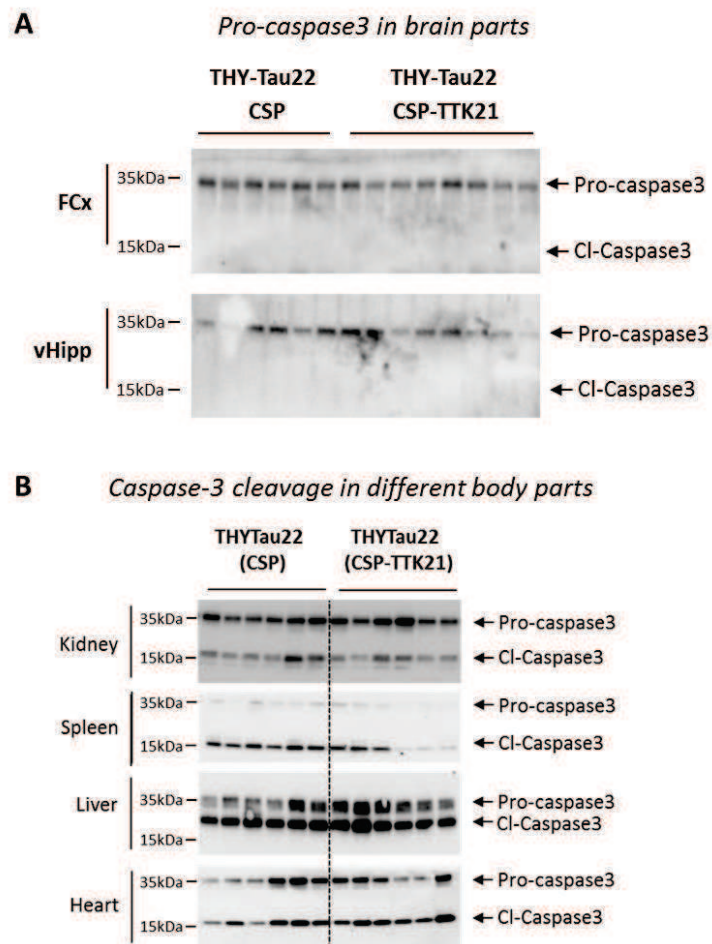 A
Pro-caspase3 in brain parts
THY-Tau22
CSP
THY-Tau22
CSP-TTK21
FCx
35kDa
Pro-caspase3
15kDa
Cl-Caspase3
vHipp
35kDa
Pro-caspase3
15kDa
Cl-Caspase3
B
Caspase-3 cleavage in different body parts
THYTau22
(CSP)
THYTau22
(CSP-TTK21)
Kidney
35kDa
Pro-caspase3
15kDa
Cl-Caspase3
Spleen
35kDa
Pro-caspase3
15kDa
Cl-Caspase3
Liver
35kDa
Pro-caspase3
Cl-Caspase3
15kDa
Heart
35kDa
Pro-caspase3
15kDa
Cl-Caspase3